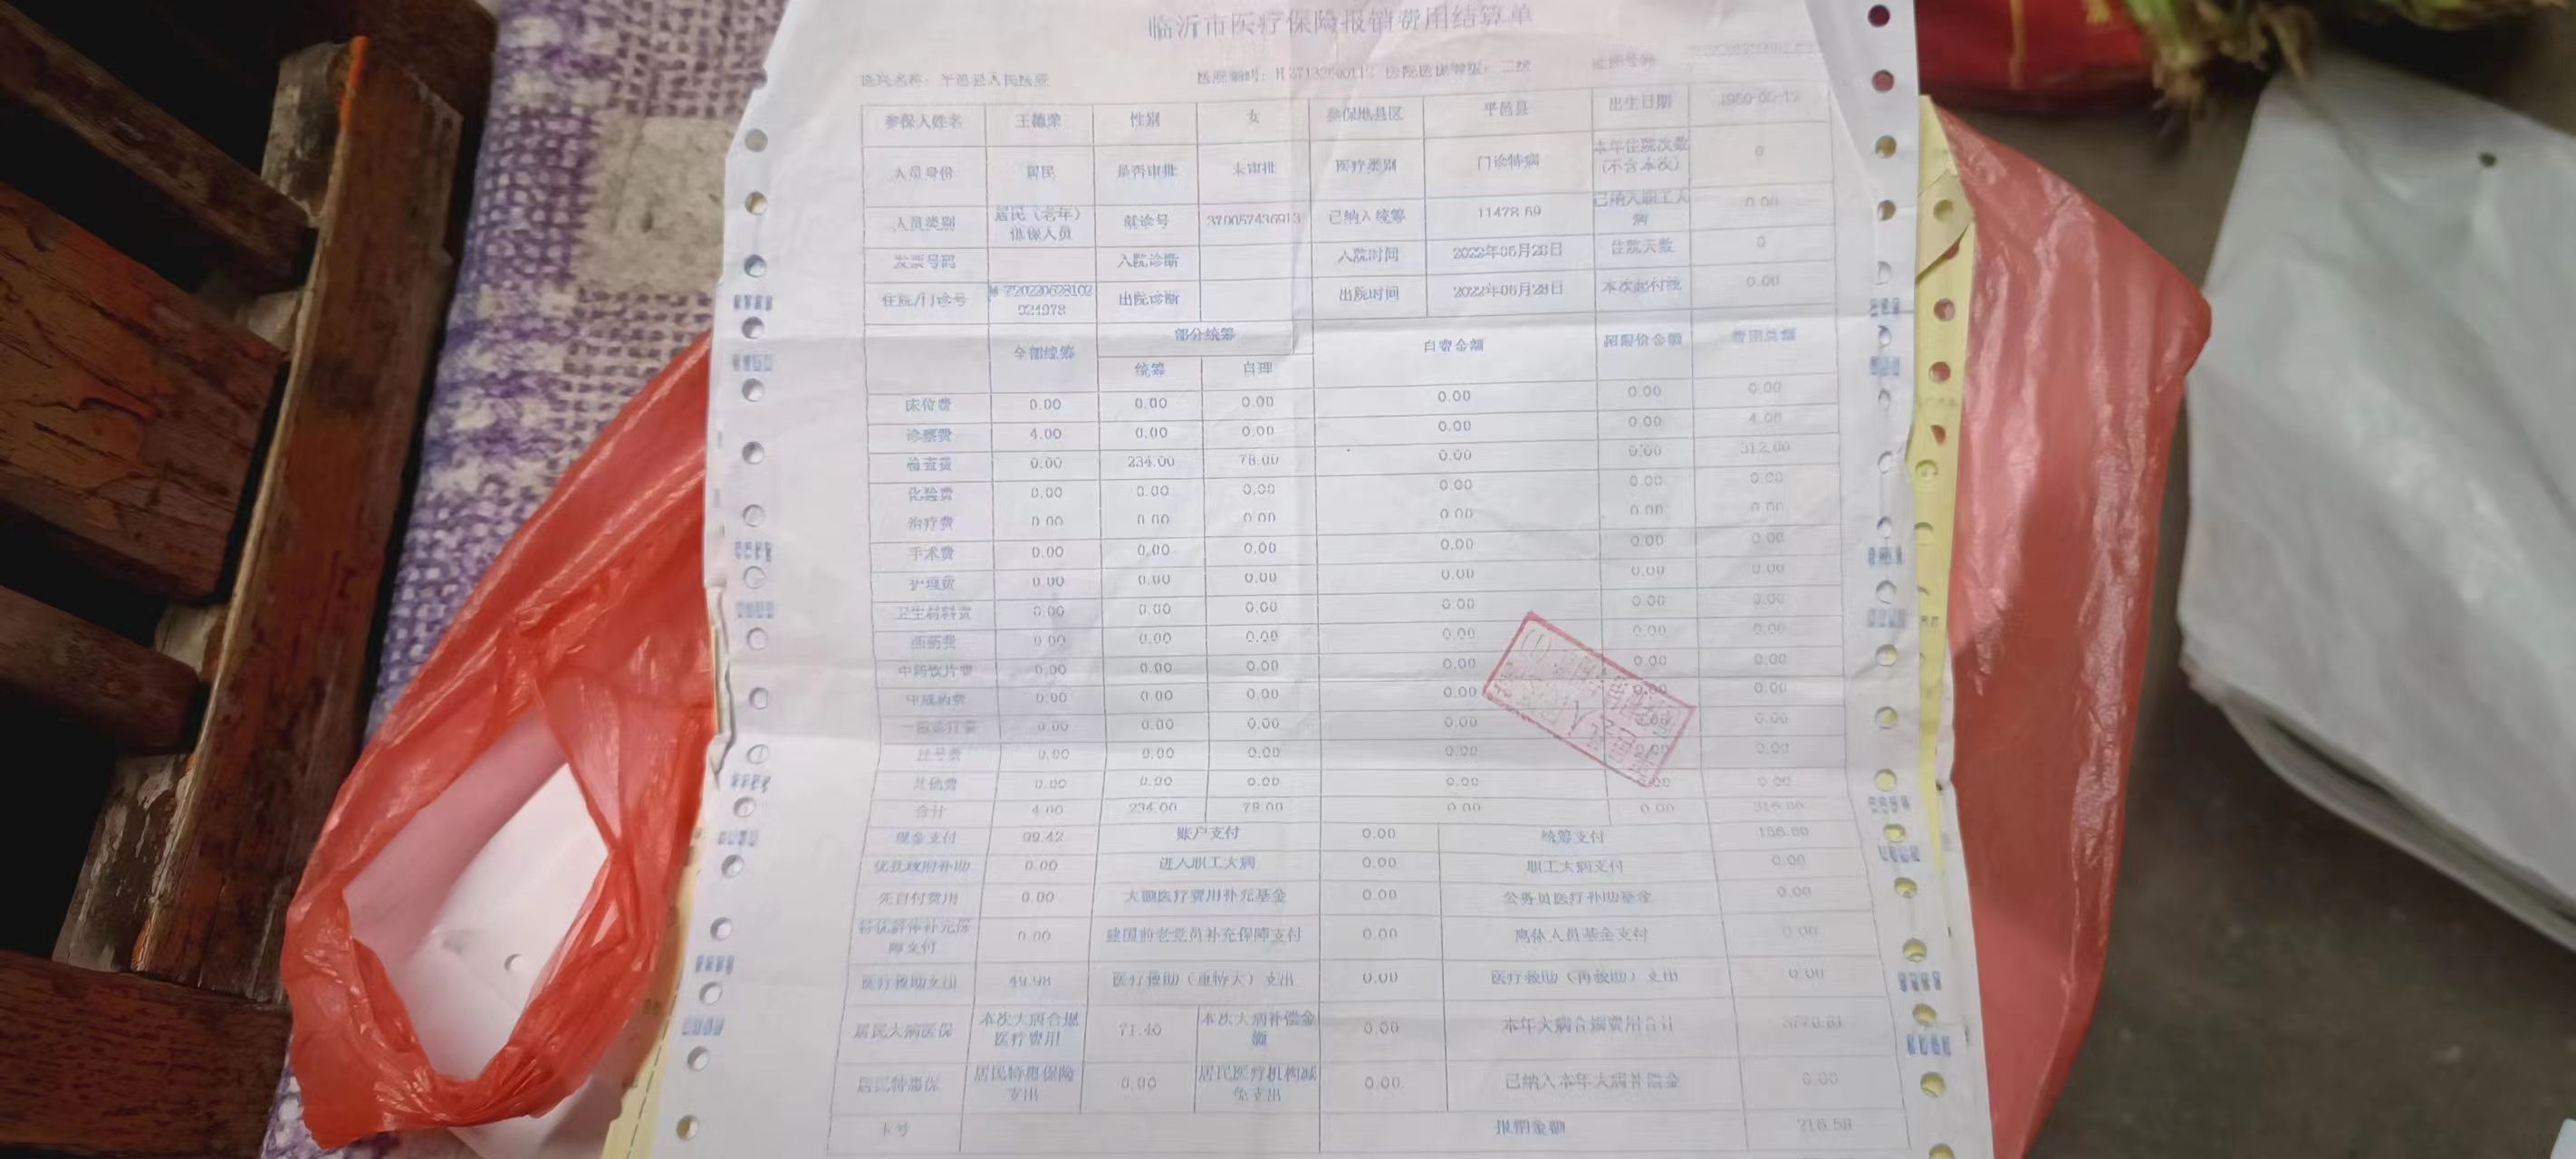 临沂市医疗保险报销费用结算单
医院名称: 平邑县人民医院 医院编码: 医院医保等级: 二级
参保人姓名 性别 女 参保地县区 平邑县 出生日期
人员身份 居民 是否审批 未审批 医疗类别 门诊特病 本年住院次数(不含本次) 0
人员类别 居民(老年)低保人员 就诊号 370057436913 已纳入统筹 11478.69 已纳入职工大病 0.00
发票号码 入院诊断 入院时间 2022年06月28日 住院天数 0
住院/门诊号 出院诊断 出院时间 2022年06月28日 本次起付线 0.00
全部统筹 部分统筹 自费金额 超限价金额 费用总额
统筹 自理
床位费 0.00 0.00 0.00 0.00 0.00 0.00
诊察费 4.00 0.00 0.00 0.00 0.00 4.00
检查费 0.00 234.00 78.00 0.00 0.00 312.00
化验费 0.00 0.00 0.00 0.00 0.00 0.00
治疗费 0.00 0.00 0.00 0.00 0.00 0.00
手术费 0.00 0.00 0.00 0.00 0.00 0.00
护理费 0.00 0.00 0.00 0.00 0.00 0.00
卫生材料费 0.00 0.00 0.00 0.00 0.00 0.00
西药费 0.00 0.00 0.00 0.00 0.00 0.00
中药饮片费 0.00 0.00 0.00 0.00 0.00 0.00
中成药费 0.00 0.00 0.00 0.00 0.00 0.00
一般诊疗费 0.00 0.00 0.00 0.00 0.00 0.00
挂号费 0.00 0.00 0.00 0.00 0.00 0.00
其他费 0.00 0.00 0.00 0.00 0.00 0.00
合计 4.00 234.00 78.00 0.00 0.00 316.00
现金支付 99.42 账户支付 0.00 统筹支付 166.60
优抚政府补助 0.00 进入职工大病 0.00 职工大病支付 0.00
先自付费用 0.00 大额医疗费用补充基金 0.00 公务员医疗补助基金 0.00
特优群体补充保障支付 0.00 建国前老党员补充保障支付 0.00 离休人员基金支付 0.00
医疗救助支出 49.98 医疗救助(重特大)支出 0.00 医疗救助(再救助)支出 0.00
居民大病医保 本次大病合规医疗费用 71.40 本次大病补偿金额 0.00 本年大病合规费用合计
居民特惠保 居民特惠保险支出 0.00 居民医疗机构减免支出 0.00 已纳入本年大病补偿金 0.00
卡号 报销金额 216.58